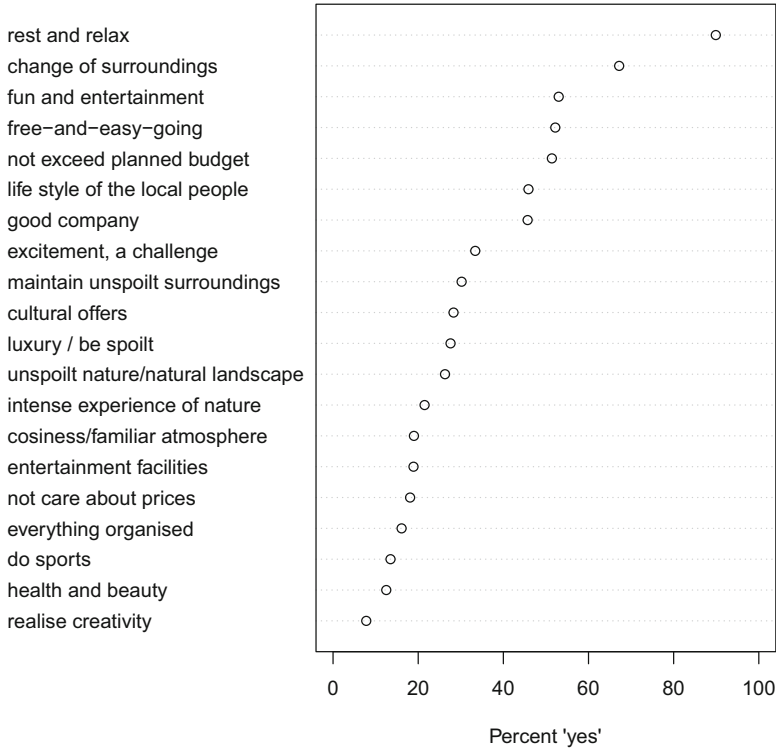 rest and relax
change of surroundings
fun and entertainment
free−and−easy−going
not exceed planned budget
life style of the local people
good company
excitement, a challenge
maintain unspoilt surroundings
cultural offers
luxury / be spoilt
unspoilt nature/natural landscape
intense experience of nature
cosiness/familiar atmosphere
entertainment facilities
not care about prices
everything organised
do sports
health and beauty
realise creativity
0 20 40 60 80 100
Percent 'yes'